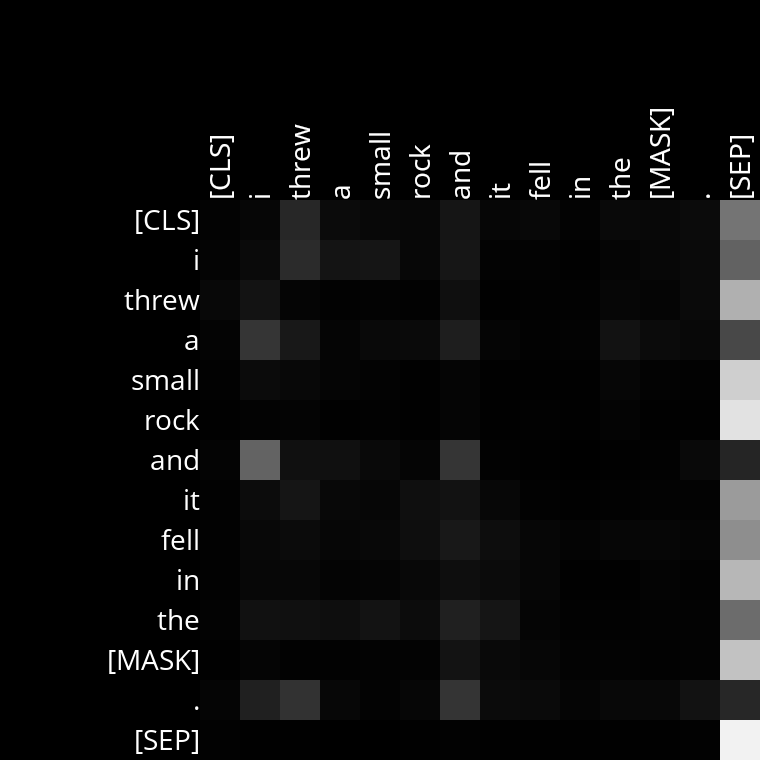 [CLS] i threw a small rock and it fell in the [MASK] . [SEP]
[CLS]
i
threw
a
small
rock
and
it
fell
in
the
[MASK]
.
[SEP]